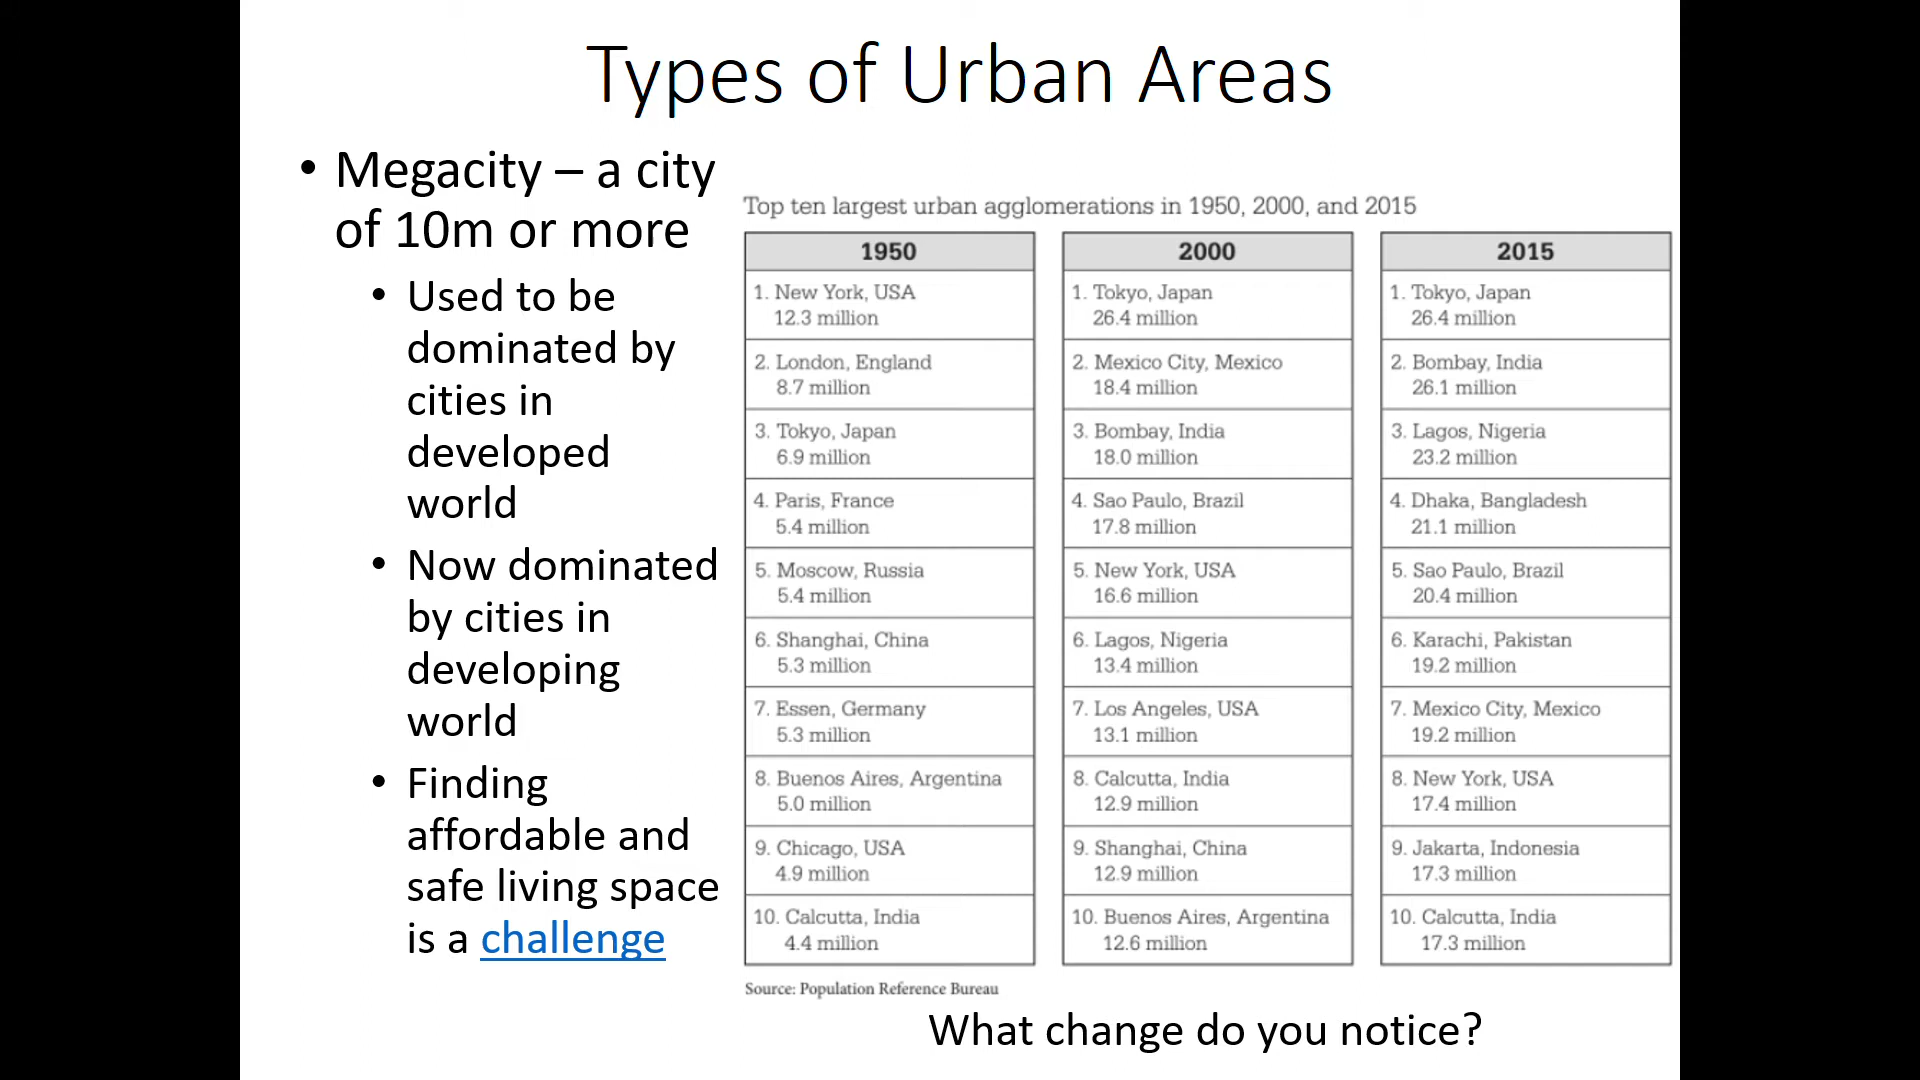 Types of Urban Areas
• Megacity – a city
of 10m or more
• Used to be
dominated by
cities in
developed
world
• Now dominated
by cities in
developing
world
• Finding
affordable and
safe living space
is a challenge
Top ten largest urban agglomerations in 1950, 2000, and 2015
1950
1. New York, USA
12.3 million
2. London, England
8.7 million
3. Tokyo, Japan
6.9 million
4. Paris, France
5.4 million
5. Moscow, Russia
5.4 million
6. Shanghai, China
5.3 million
7. Essen, Germany
5.3 million
8. Buenos Aires, Argentina
5.0 million
9. Chicago, USA
4.9 million
10. Calcutta, India
4.4 million
2000
1. Tokyo, Japan
26.4 million
2. Mexico City, Mexico
18.4 million
3. Bombay, India
18.0 million
4. Sao Paulo, Brazil
17.8 million
5. New York, USA
16.6 million
6. Lagos, Nigeria
13.4 million
7. Los Angeles, USA
13.1 million
8. Calcutta, India
12.9 million
9. Shanghai, China
12.9 million
10. Buenos Aires, Argentina
12.6 million
2015
1. Tokyo, Japan
26.4 million
2. Bombay, India
26.1 million
3. Lagos, Nigeria
23.2 million
4. Dhaka, Bangladesh
21.1 million
5. Sao Paulo, Brazil
20.4 million
6. Karachi, Pakistan
19.2 million
7. Mexico City, Mexico
19.2 million
8. New York, USA
17.4 million
9. Jakarta, Indonesia
17.3 million
10. Calcutta, India
17.3 million
Source: Population Reference Bureau
What change do you notice?